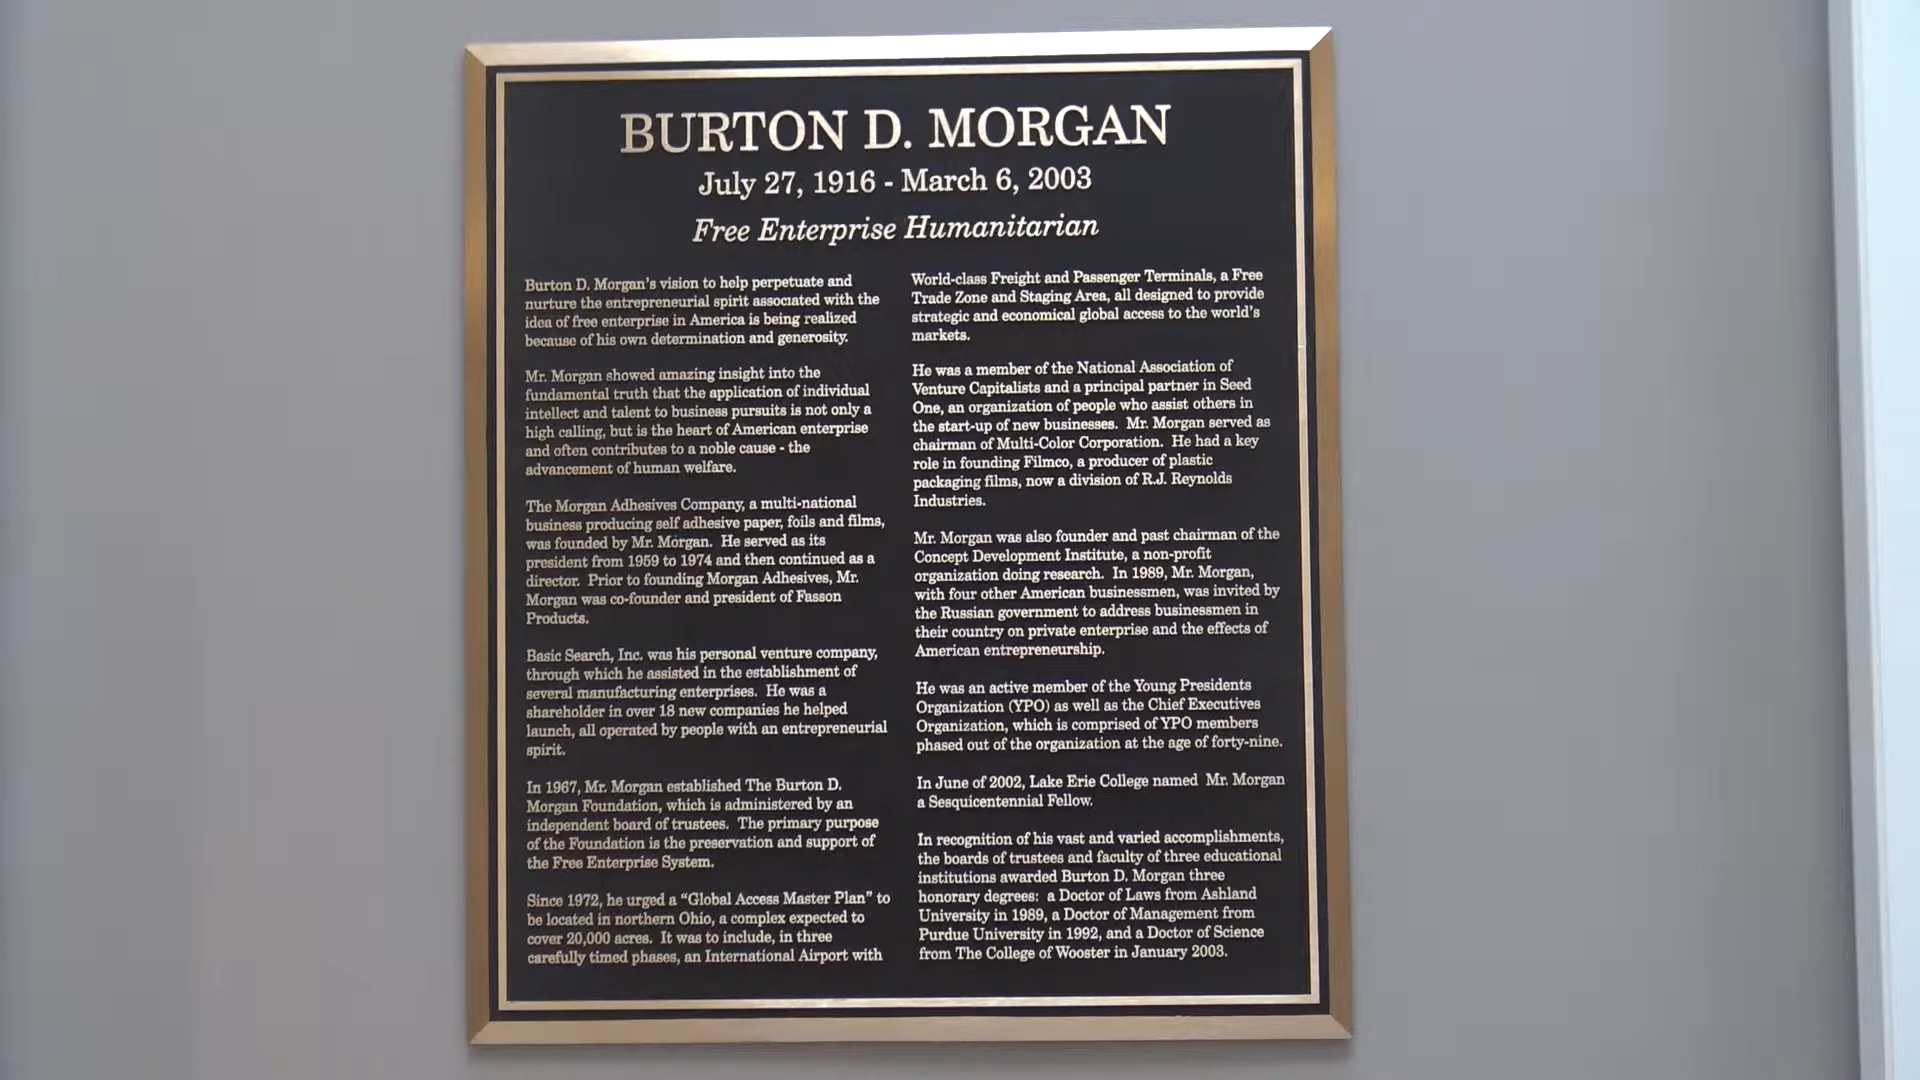 BURTON D. MORGAN
July 27, 1916 - March 6, 2003
Free Enterprise Humanitarian
Burton D. Morgan's vision to help perpetuate and
nurture the entrepreneurial spirit associated with the
idea of free enterprise in America is being realized
because of his own determination and generosity.
Mr. Morgan showed amazing insight into the
fundamental truth that the application of individual
intellect and talent to business pursuits is not only a
high calling, but is the heart of American enterprise
and often contributes to a noble cause - the
advancement of human welfare.
The Morgan Adhesives Company, a multi-national
business producing self adhesive paper, foils and films,
was founded by Mr. Morgan. He served as its
president from 1959 to 1974 and then continued as a
director. Prior to founding Morgan Adhesives, Mr.
Morgan was co-founder and president of Fasson
Products.
Basic Search, Inc. was his personal venture company,
through which he assisted in the establishment of
several manufacturing enterprises. He was a
shareholder in over 18 new companies he helped
launch, all operated by people with an entrepreneurial
spirit.
In 1967, Mr. Morgan established The Burton D.
Morgan Foundation, which is administered by an
independent board of trustees. The primary purpose
of the Foundation is the preservation and support of
the Free Enterprise System.
Since 1972, he urged a "Global Access Master Plan" to
be located in northern Ohio, a complex expected to
cover 20,000 acres. It was to include, in three
carefully timed phases, an International Airport with
World-class Freight and Passenger Terminals, a Free
Trade Zone and Staging Area, all designed to provide
strategic and economical global access to the world's
markets.
He was a member of the National Association of
Venture Capitalists and a principal partner in Seed
One, an organization of people who assist others in
the start-up of new businesses. Mr. Morgan served as
chairman of Multi-Color Corporation. He had a key
role in founding Filmco, a producer of plastic
packaging films, now a division of R.J. Reynolds
Industries.
Mr. Morgan was also founder and past chairman of the
Concept Development Institute, a non-profit
organization doing research. In 1989, Mr. Morgan,
with four other American businessmen, was invited by
the Russian government to address businessmen in
their country on private enterprise and the effects of
American entrepreneurship.
He was an active member of the Young Presidents
Organization (YPO) as well as the Chief Executives
Organization, which is comprised of YPO members
phased out of the organization at the age of forty-nine.
In June of 2002, Lake Erie College named Mr. Morgan
a Sesquicentennial Fellow.
In recognition of his vast and varied accomplishments,
the boards of trustees and faculty of three educational
institutions awarded Burton D. Morgan three
honorary degrees: a Doctor of Laws from Ashland
University in 1989, a Doctor of Management from
Purdue University in 1992, and a Doctor of Science
from The College of Wooster in January 2003.